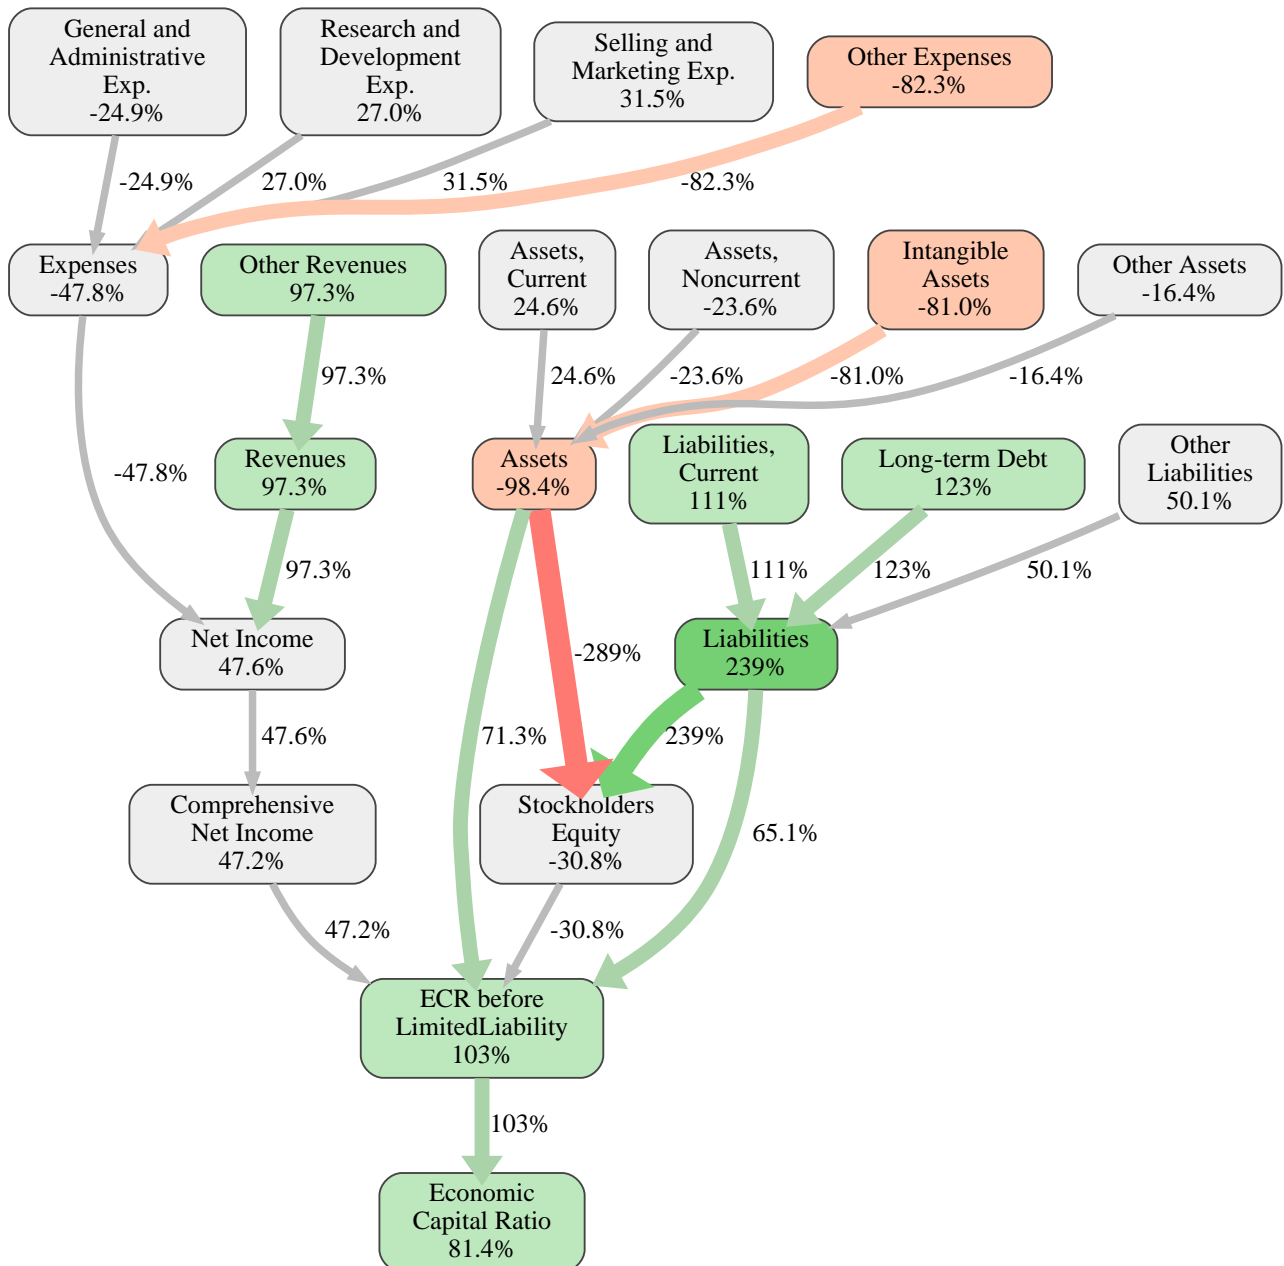 General and
Administrative
Exp.
-24.9%
Research and
Development
Exp.
27.0%
Selling and
Marketing Exp.
31.5%
Other Expenses
-82.3%
-24.9%
27.0%
31.5%
-82.3%
Expenses
-47.8%
Other Revenues
97.3%
Assets,
Current
24.6%
Assets,
Noncurrent
-23.6%
Intangible
Assets
-81.0%
Other Assets
-16.4%
97.3%
24.6%
-23.6%
-81.0%
-16.4%
-47.8%
Revenues
97.3%
Assets
-98.4%
Liabilities,
Current
111%
Long-term Debt
123%
Other
Liabilities
50.1%
97.3%
111%
123%
50.1%
Net Income
47.6%
-289%
Liabilities
239%
47.6%
71.3%
239%
Comprehensive
Net Income
47.2%
Stockholders
Equity
-30.8%
65.1%
47.2%
-30.8%
ECR before
LimitedLiability
103%
103%
Economic
Capital Ratio
81.4%